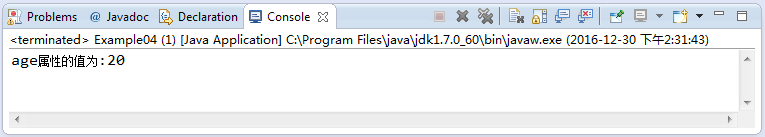 Problems @ Javadoc Declaration Console
<terminated> Example04 (1) [Java Application] C:\Program Files\java\jdk1.7.0_60\bin\javaw.exe (2016-12-30 下午2:31:43)
age属性的值为:20